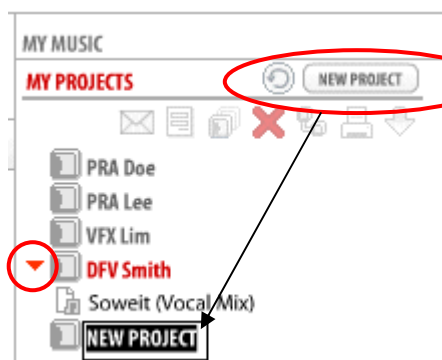 MY MUSIC
MY PROJECTS NEW PROJECT
PRA Doe
PRA Lee
VFX Lim
DFV Smith
Soweit (Vocal Mix)
NEW PROJECT